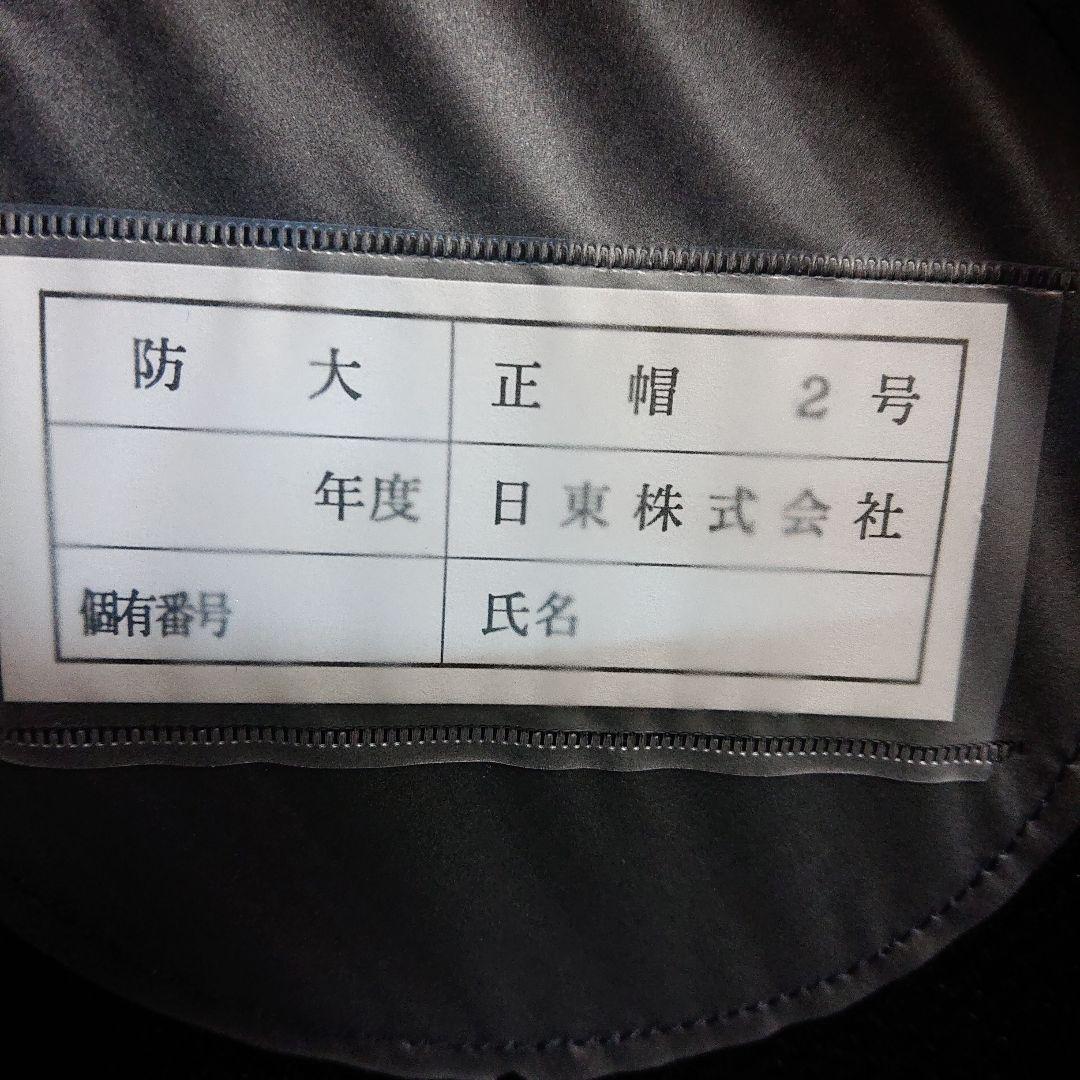 防大 正帽2号
年度 日東株式会社
個有番号 氏名